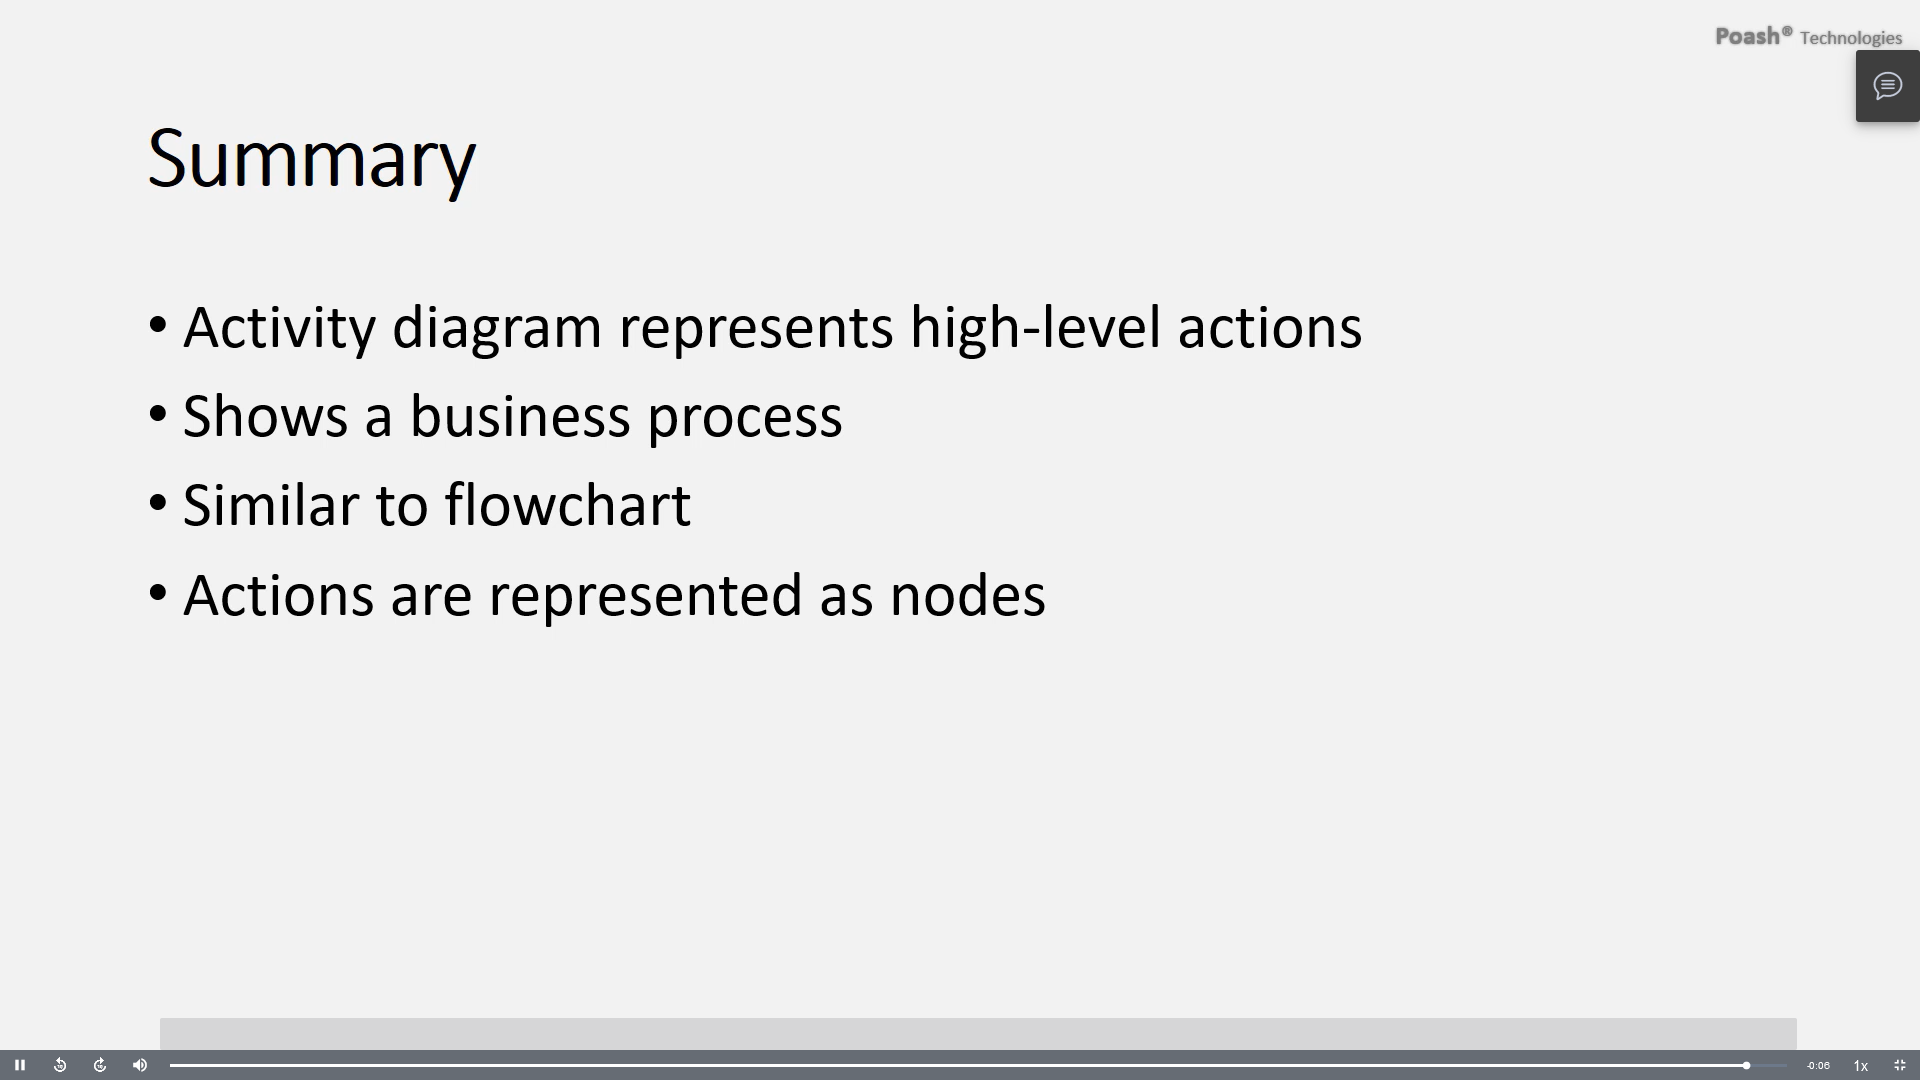 Poash® Technologies
Summary
• Activity diagram represents high-level actions
• Shows a business process
• Similar to flowchart
• Actions are represented as nodes
-0:06 1x